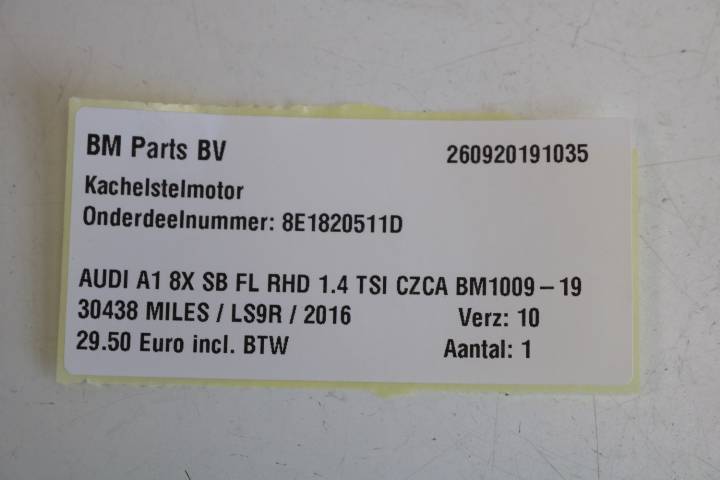 BM Parts BV 260920191035
Kachelstelmotor
Onderdeelnummer: 8E1820511D
AUDI A1 8X SB FL RHD 1.4 TSI CZCA BM1009-19
30438 MILES / LS9R / 2016 Verz: 10
29.50 Euro incl. BTW Aantal: 1